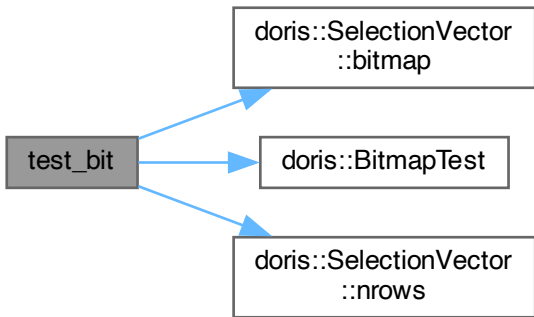 doris::SelectionVector
::bitmap
test_bit
doris::BitmapTest
doris::SelectionVector
::nrows